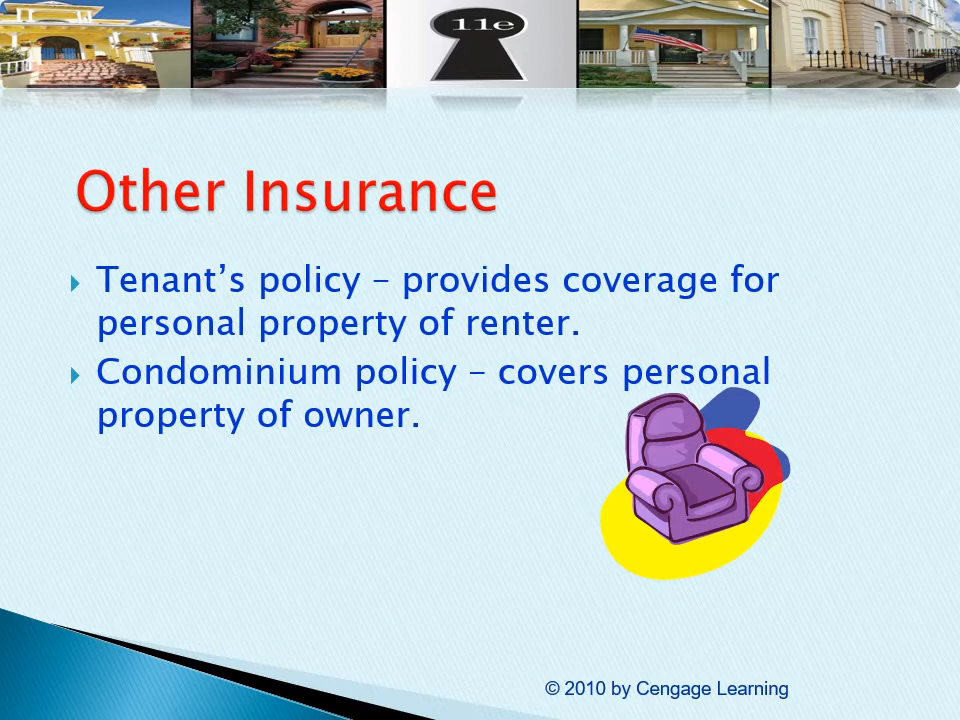 11e
Other Insurance
Tenant’s policy – provides coverage for
personal property of renter.
Condominium policy – covers personal
property of owner.
© 2010 by Cengage Learning